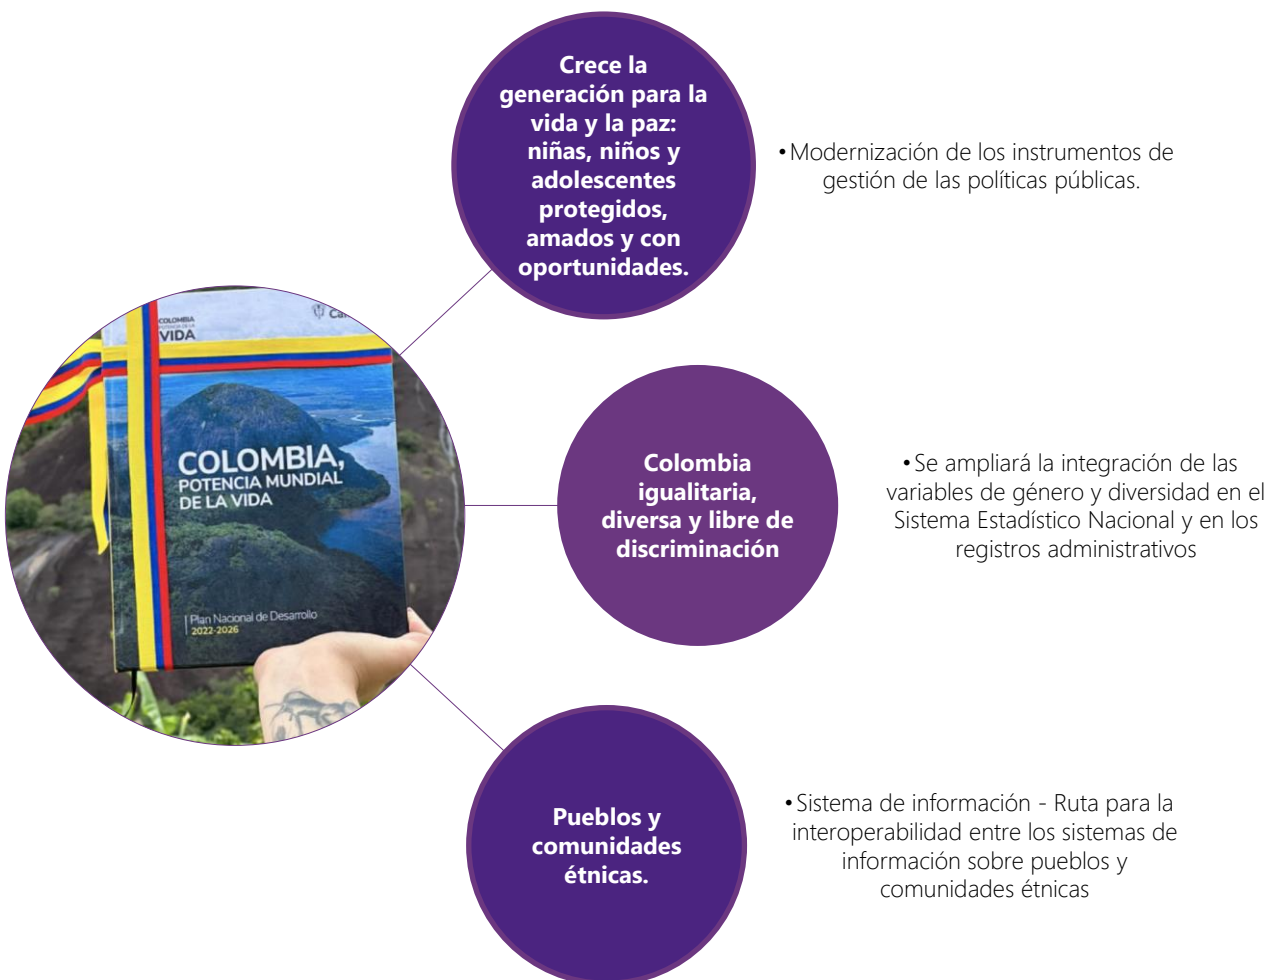 Crece la
generación para la
vida y la paz:
niñas, niños y
adolescentes
protegidos,
amados y con
oportunidades.
•Modernización de los instrumentos de
gestión de las políticas públicas.
COLOMBIA
POTENCIA DE LA
VIDA
COLOMBIA,
POTENCIA MUNDIAL
DE LA VIDA
Plan Nacional de Desarrollo
2022-2026
Colombia
igualitaria,
diversa y libre de
discriminación
•Se ampliará la integración de las
variables de género y diversidad en el
Sistema Estadístico Nacional y en los
registros administrativos
Pueblos y
comunidades
étnicas.
•Sistema de información - Ruta para la
interoperabilidad entre los sistemas de
información sobre pueblos y
comunidades étnicas